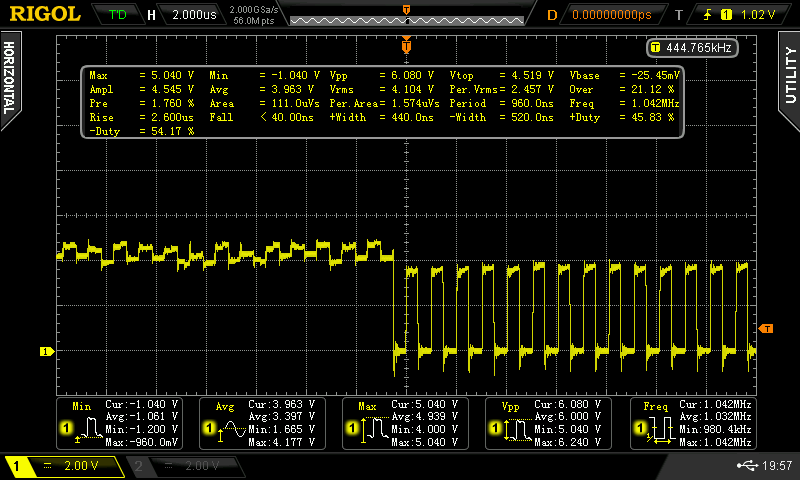 RIGOL T'D H 2.000us 2.000GSa/s 56.0Mpts T D 0.00000000ps T 1 1.02 V
HORIZONTAL
UTILITY
T
T 444.765kHz
Max = 5.040 V Min = -1.040 V Vpp = 6.080 V Vtop = 4.519 V Vbase = -25.45mV
Ampl = 4.545 V Avg = 3.963 V Vrms = 4.104 V Per.Vrms= 2.457 V Over = 21.12 %
Pre = 1.760 % Area = 111.0uVs Per.Area= 1.574uVs Period = 960.0ns Freq = 1.042MHz
Rise = 2.600us Fall < 40.00ns +Width = 440.0ns -Width = 520.0ns +Duty = 45.83 %
-Duty = 54.17 %
T
1
Min Cur:-1.040 V
Avg:-1.061 V
1 Min:-1.200 V
Max:-960.0mV
Avg Cur:3.963 V
Avg:3.397 V
1 Min:1.665 V
Max:4.177 V
Max Cur:5.040 V
Avg:4.939 V
1 Min:4.000 V
Max:5.040 V
Vpp Cur:6.080 V
Avg:6.000 V
1 Min:5.040 V
Max:6.240 V
Freq Cur:1.042MHz
Avg:1.032MHz
1 Min:980.4kHz
Max:1.042MHz
1 2.00 V 2 2.00 V 19:57